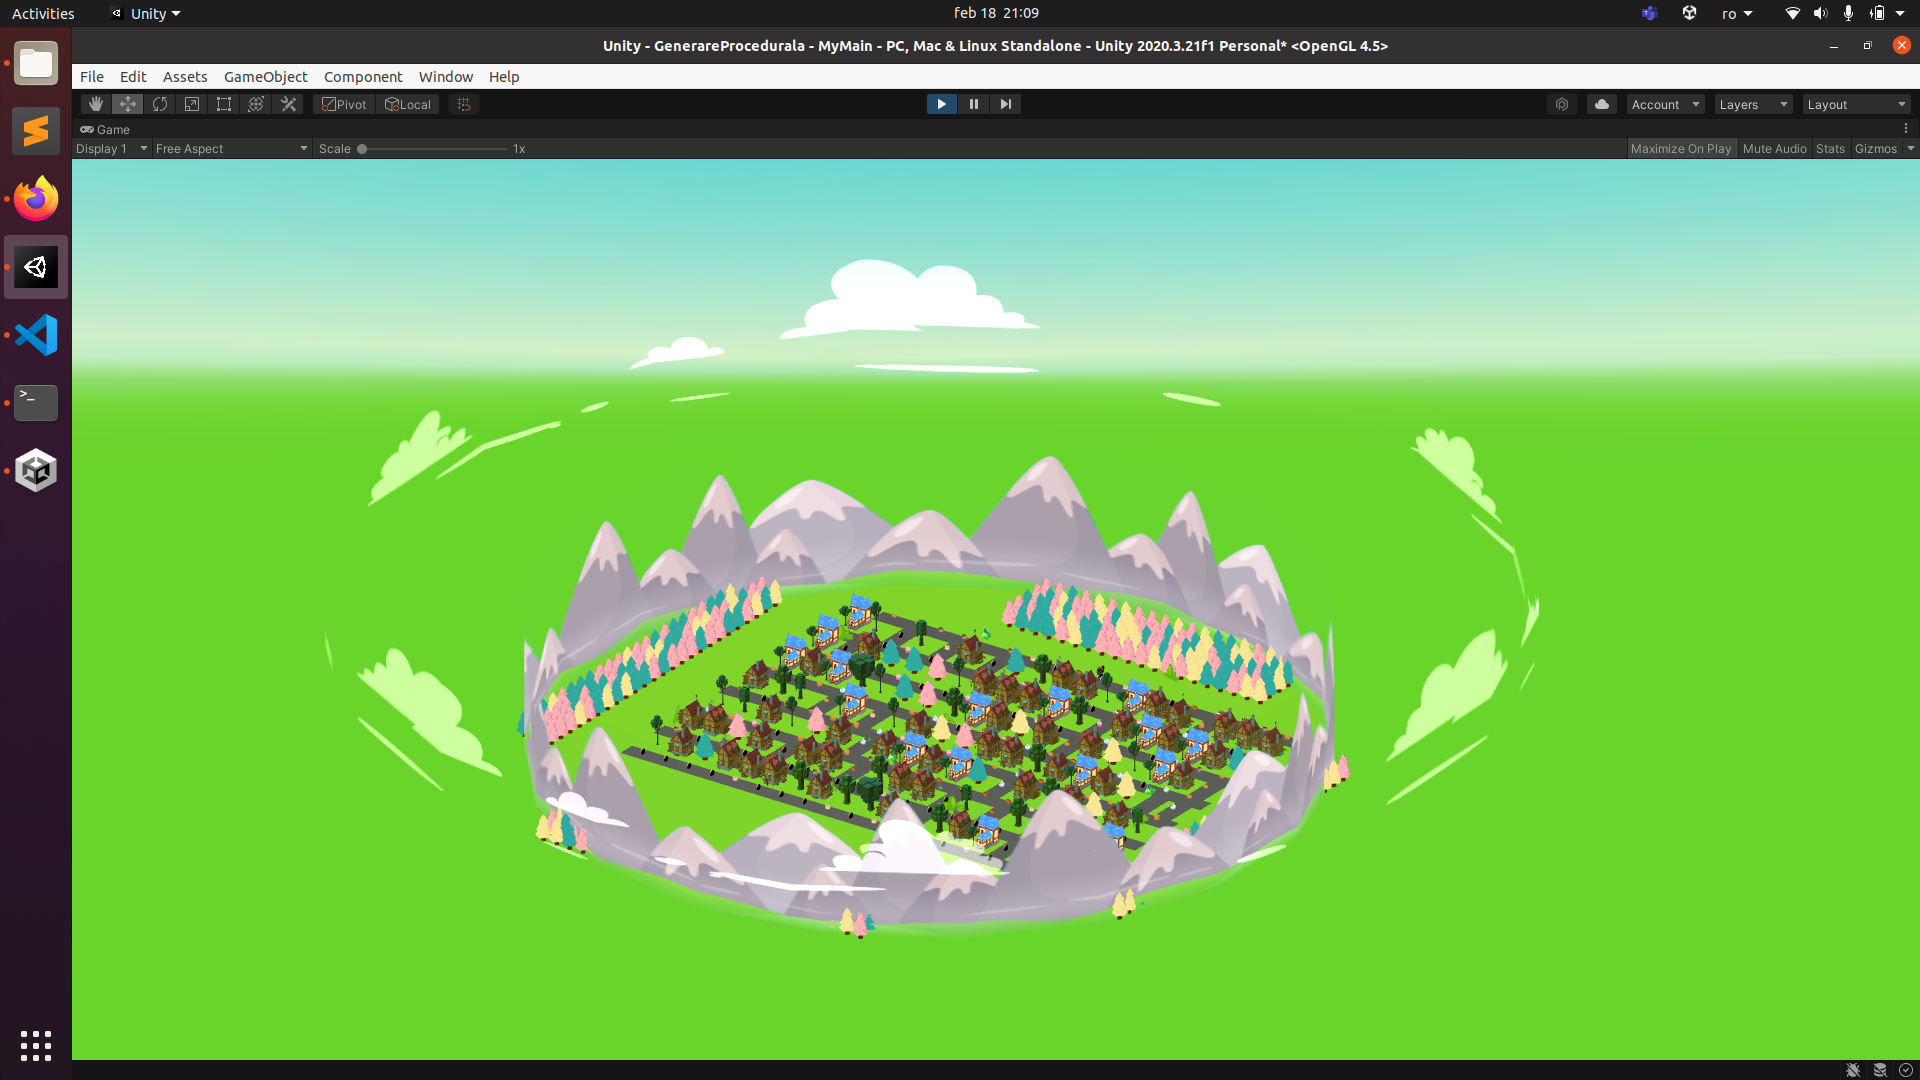 Activities Unity feb 18 21:09 ro
Unity - GenerareProcedurala - MyMain - PC, Mac & Linux Standalone - Unity 2020.3.21f1 Personal* <OpenGL 4.5>
File Edit Assets GameObject Component Window Help
Pivot Local Account Layers Layout
Game
Display 1 Free Aspect Scale 1x Maximize On Play Mute Audio Stats Gizmos